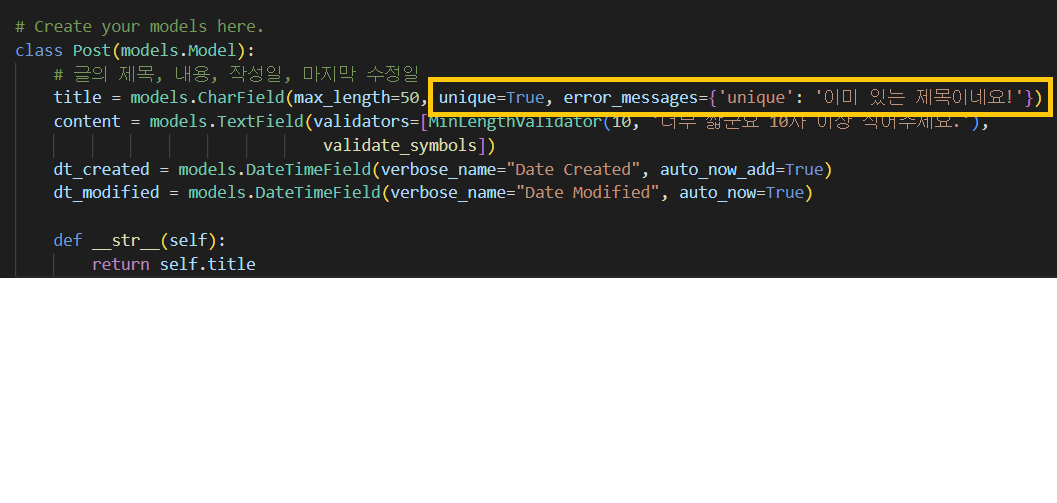 # Create your models here.
class Post(models.Model):
# 글의 제목, 내용, 작성일, 마지막 수정일
title = models.CharField(max_length=50, unique=True, error_messages={'unique': '이미 있는 제목이네요!'})
content = models.TextField(validators=[MinLengthValidator(10, '너무 짧군요 10자 이상 적어주세요.'),
validate_symbols])
dt_created = models.DateTimeField(verbose_name="Date Created", auto_now_add=True)
dt_modified = models.DateTimeField(verbose_name="Date Modified", auto_now=True)
def __str__(self):
return self.title